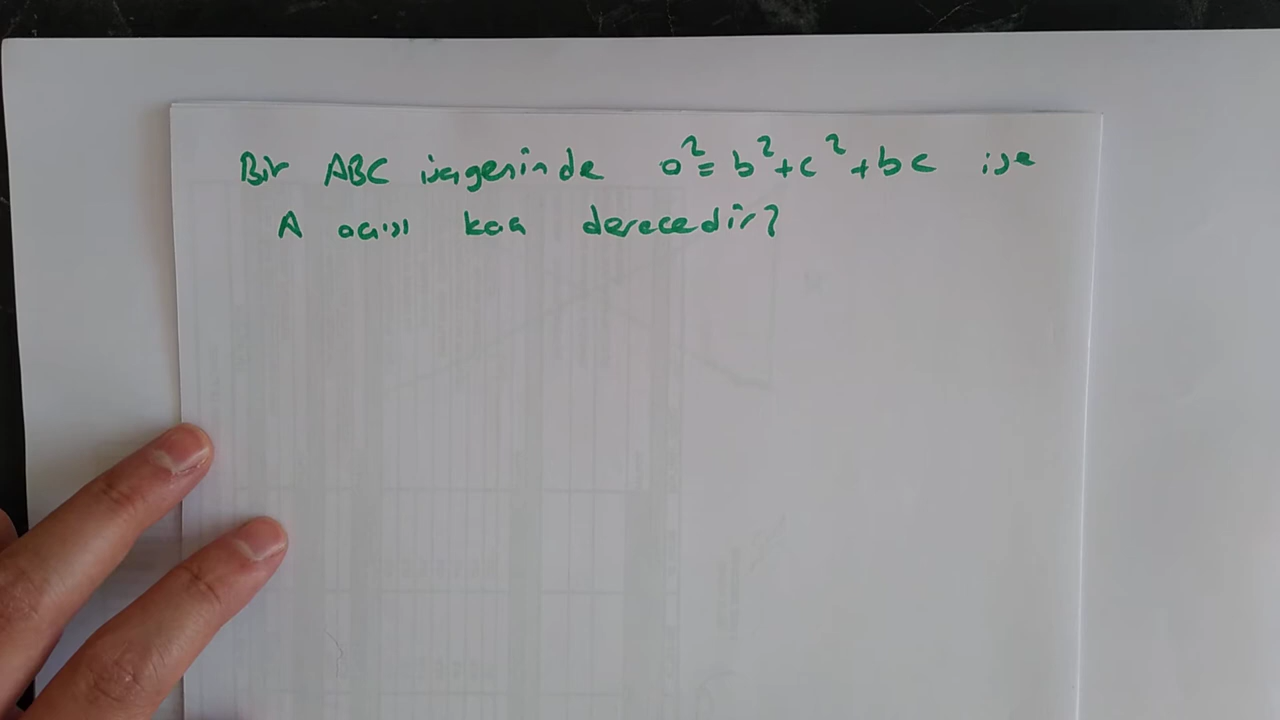 Bir ABC üçgeninde a²=b²+c²+bc ise
A açısı kaç derecedir?